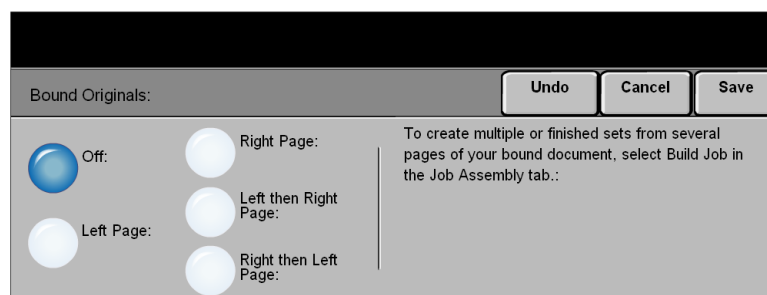 Bound Originals:
Undo
Cancel
Save
Off:
Left Page:
Right Page:
Left then Right
Page:
Right then Left
Page:
To create multiple or finished sets from several
pages of your bound document, select Build Job in
the Job Assembly tab.: